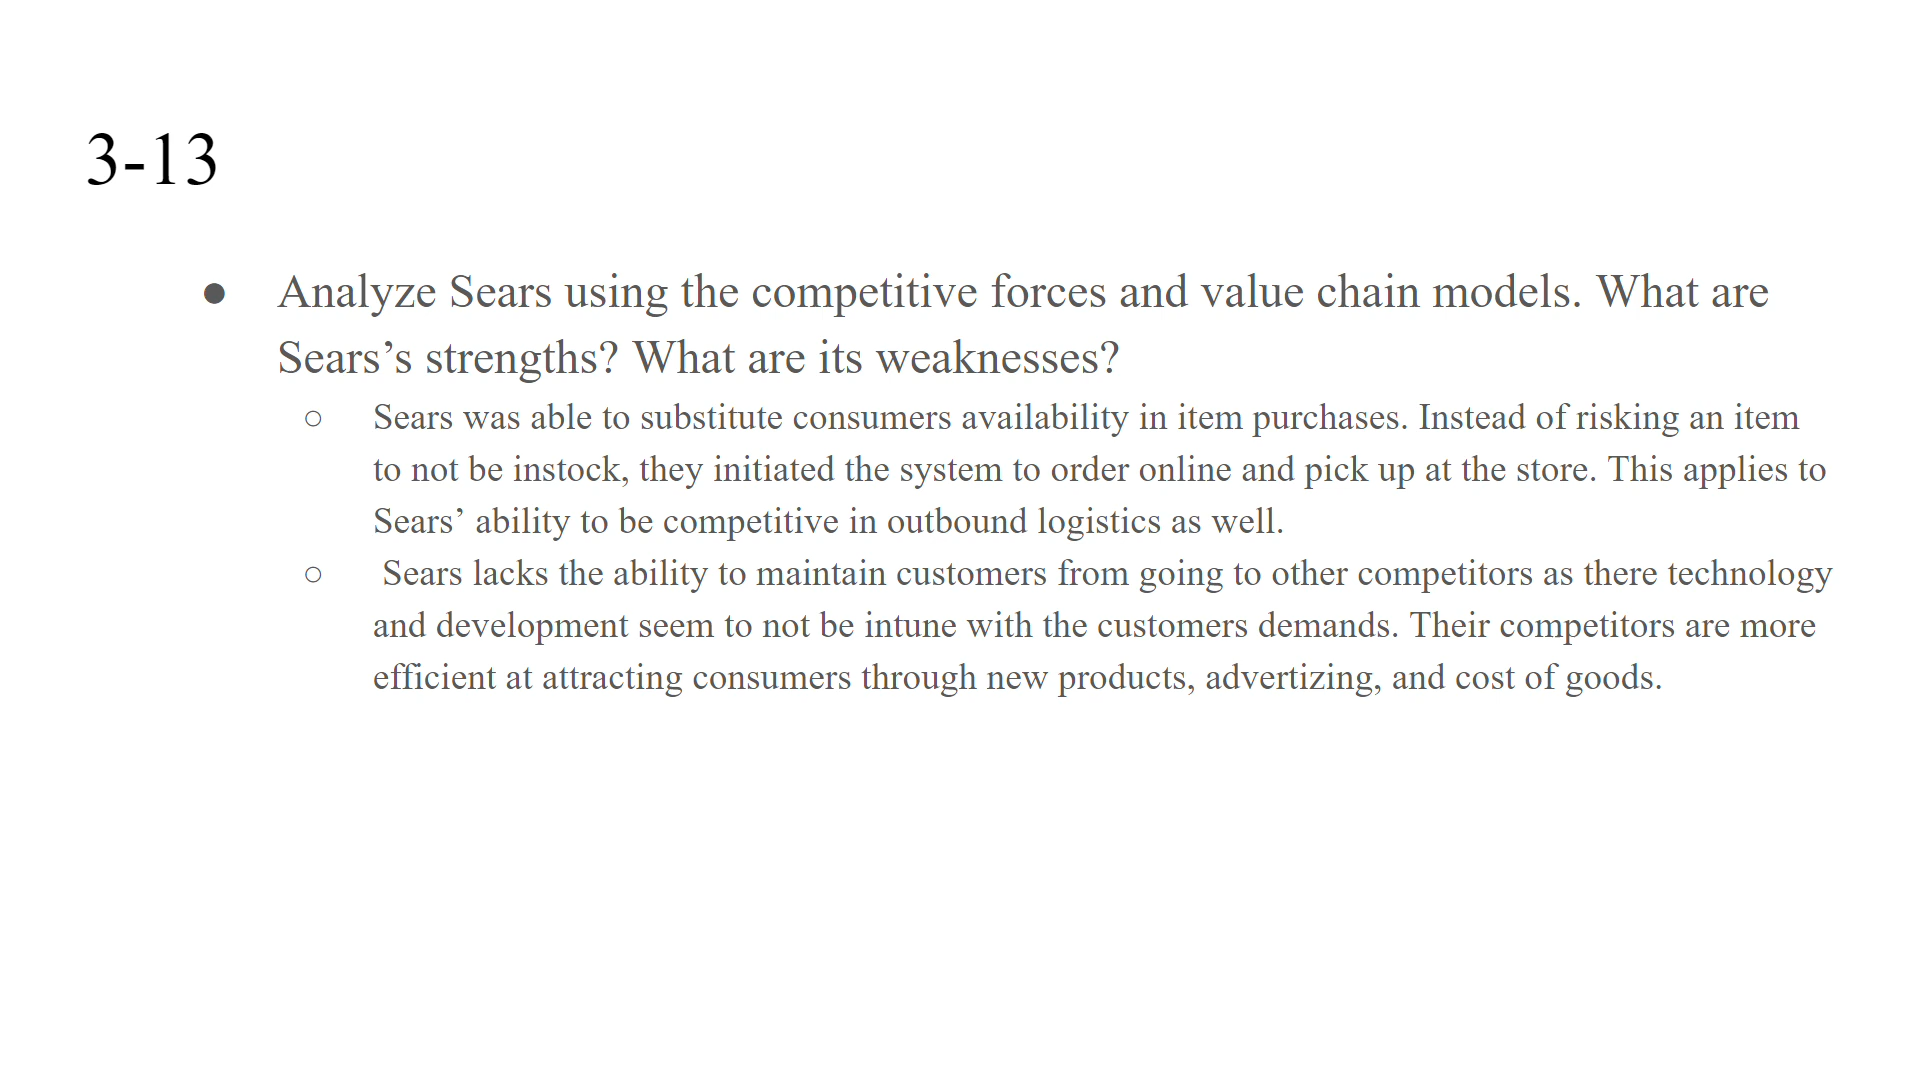 3-13
● Analyze Sears using the competitive forces and value chain models. What are
Sears’s strengths? What are its weaknesses?
○ Sears was able to substitute consumers availability in item purchases. Instead of risking an item
to not be instock, they initiated the system to order online and pick up at the store. This applies to
Sears’ ability to be competitive in outbound logistics as well.
○ Sears lacks the ability to maintain customers from going to other competitors as there technology
and development seem to not be intune with the customers demands. Their competitors are more
efficient at attracting consumers through new products, advertizing, and cost of goods.